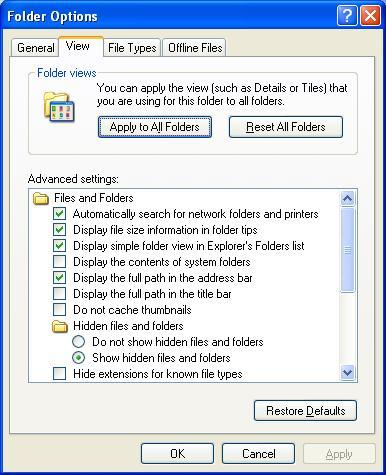 Folder Options
General View File Types Offline Files
Folder views
You can apply the view (such as Details or Tiles) that
you are using for this folder to all folders.
Apply to All Folders Reset All Folders
Advanced settings:
Files and Folders
Automatically search for network folders and printers
Display file size information in folder tips
Display simple folder view in Explorer's Folders list
Display the contents of system folders
Display the full path in the address bar
Display the full path in the title bar
Do not cache thumbnails
Hidden files and folders
Do not show hidden files and folders
Show hidden files and folders
Hide extensions for known file types
Restore Defaults
OK Cancel Apply